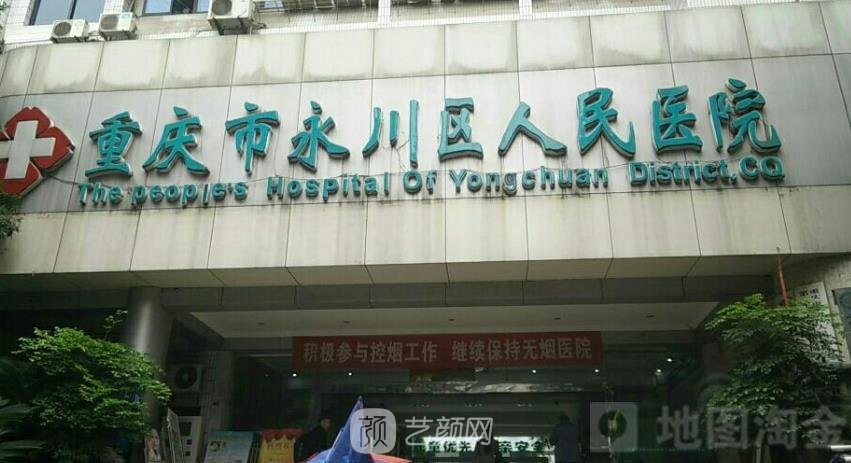 重庆市永川区人民医院
The people's Hospital Of Yongchuan District.CQ
积极参与控烟工作 继续保持无烟医院
颜 艺颜网
地图淘金